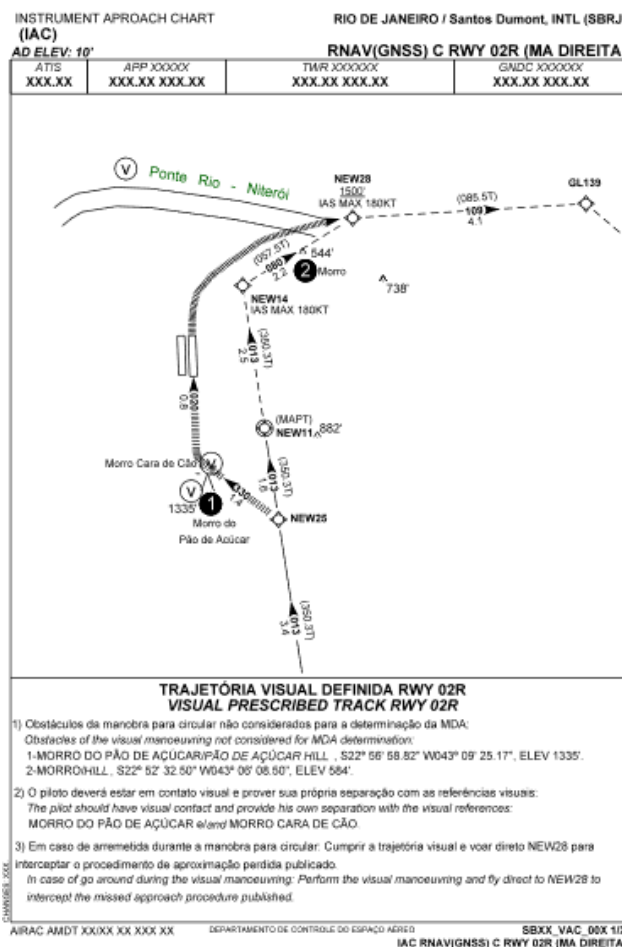 INSTRUMENT APROACH CHART
(IAC)
AD ELEV: 10'
RIO DE JANEIRO / Santos Dumont, INTL (SBRJ
RNAV(GNSS) C RWY 02R (MA DIREITA
ATIS
XXX.XX
APP XXXXX
XXX.XX XXX.XX
TWR XXXXXX
XXX.XX XXX.XX
GNDC XXXXXX
XXX.XX XXX.XX
V
Ponte Rio - Niterói
NEW28
1500'
IAS MAX 180KT
GL139
(085.5T)
109
4.1
(057.5T)
080
2.2
544'
2 Morro
738'
NEW14
IAS MAX 180KT
(350.3T)
013
2.5
020
0.6
(MAPT)
NEW11 882'
(350.3T)
013
1.6
Morro Cara de Cão
V
V
1335'
1
330
1.4
NEW25
Morro do
Pão de Açúcar
(350.3T)
013
3.4
TRAJETÓRIA VISUAL DEFINIDA RWY 02R
VISUAL PRESCRIBED TRACK RWY 02R
1) Obstáculos da manobra para circular não considerados para a determinação da MDA:
Obstacles of the visual manoeuvring not considered for MDA determination:
1-MORRO DO PÃO DE AÇÚCAR/PÃO DE AÇÚCAR HILL , S22º 56' 58.82" W043º 09' 25.17", ELEV 1335'.
2-MORRO/HILL, S22º 52' 32.50" W043º 06' 08.50", ELEV 584'.
2) O piloto deverá estar em contato visual e prover sua própria separação com as referências visuais:
The pilot should have visual contact and provide his own separation with the visual references:
MORRO DO PÃO DE AÇÚCAR e/and MORRO CARA DE CÃO.
3) Em caso de arremetida durante a manobra para circular: Cumprir a trajetória visual e voar direto NEW28 para
interceptar o procedimento de aproximação perdida publicado.
In case of go around during the visual manoeuvring: Perform the visual manoeuvring and fly direct to NEW28 to
intercept the missed approach procedure published.
CHANGES: XXX
AIRAC AMDT XX/XX XX XXX XX
DEPARTAMENTO DE CONTROLE DO ESPAÇO AÉREO
SBXX_VAC_00X 1/X
IAC RNAV(GNSS) C RWY 02R (MA DIREITA